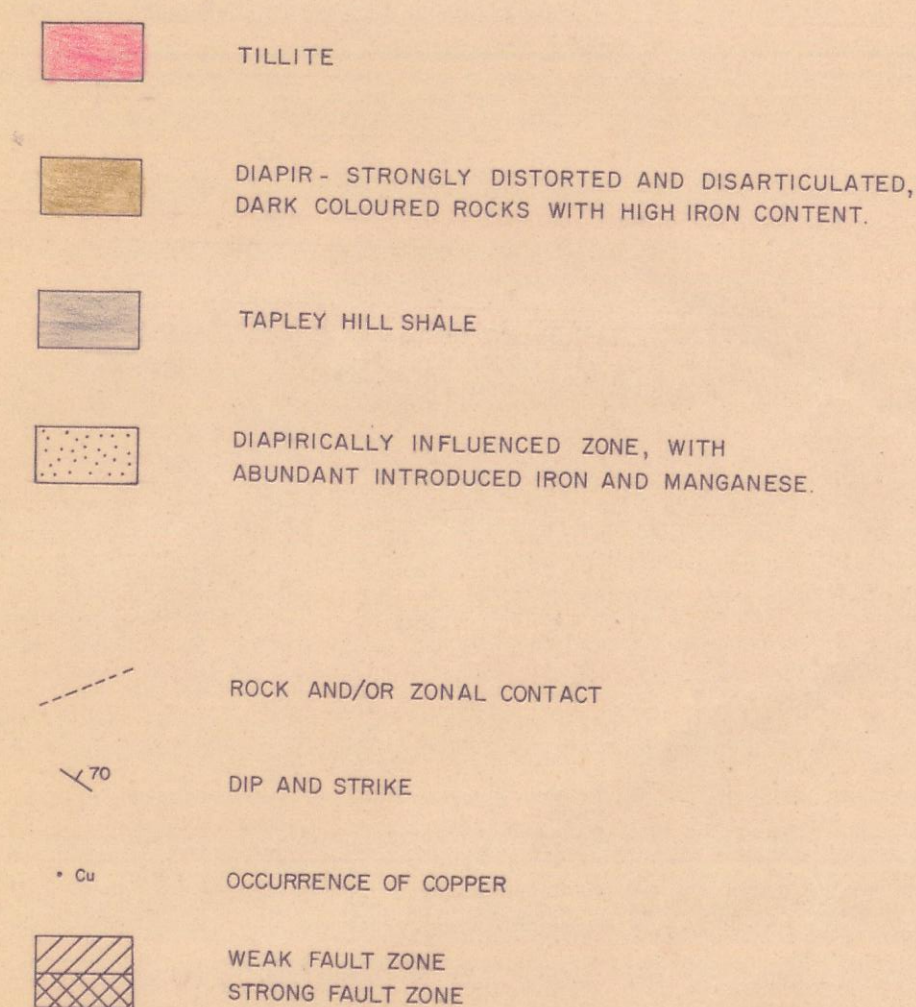 TILLITE
DIAPIR - STRONGLY DISTORTED AND DISARTICULATED,
DARK COLOURED ROCKS WITH HIGH IRON CONTENT.
TAPLEY HILL SHALE
DIAPIRICALLY INFLUENCED ZONE, WITH
ABUNDANT INTRODUCED IRON AND MANGANESE.
ROCK AND/OR ZONAL CONTACT
70
DIP AND STRIKE
Cu
OCCURRENCE OF COPPER
WEAK FAULT ZONE
STRONG FAULT ZONE